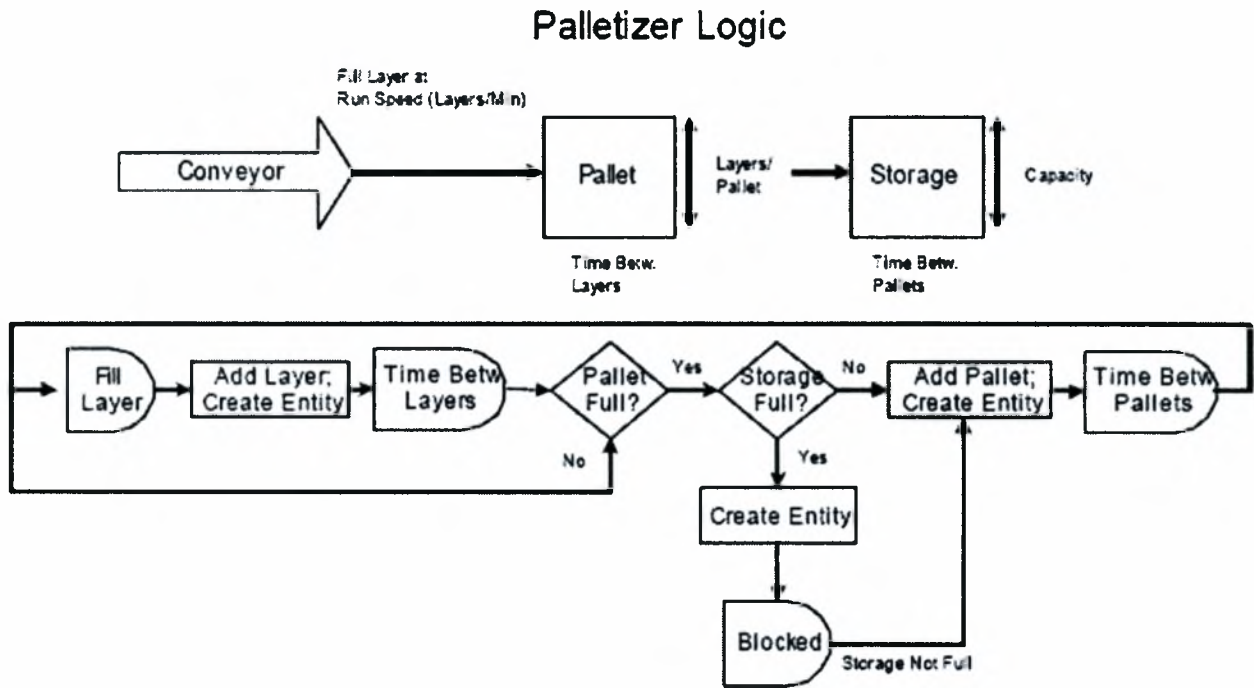 Palletizer Logic
Fill Layer at
Run Speed (Layers/Min)
Conveyor
Pallet
Layers/
Pallet
Storage
Capacity
Time Betw.
Layers
Time Betw.
Pallets
Fill
Layer
Add Layer;
Create Entity
Time Betw
Layers
Pallet
Full?
Yes
Storage
Full?
No
Add Pallet;
Create Entity
Time Betw
Pallets
No
Yes
Create Entity
Blocked
Storage Not Full